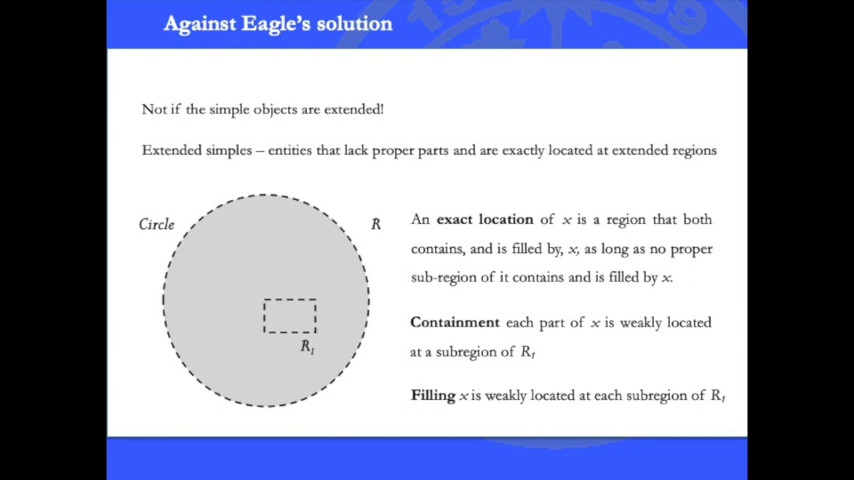 Against Eagle's solution
Not if the simple objects are extended!
Extended simples – entities that lack proper parts and are exactly located at extended regions
Circle
R
An exact location of x is a region that both
contains, and is filled by, x, as long as no proper
sub-region of it contains and is filled by x.
Containment each part of x is weakly located
at a subregion of R₁
R₁
Filling x is weakly located at each subregion of R₁